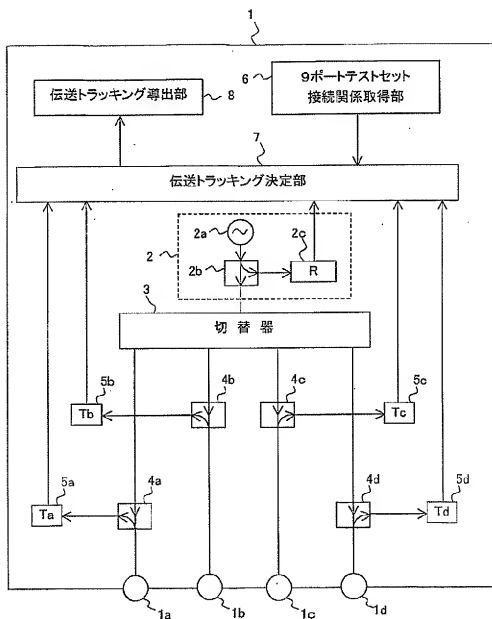 1
6
9ポートテストセット
接続関係取得部
伝送トラッキング導出部
8
7
伝送トラッキング決定部
2a
2c
2
R
2b
3
切替器
5b
4b
4c
5c
Tb
Tc
5a
4a
4d
5d
Ta
Td
1a
1b
1c
1d